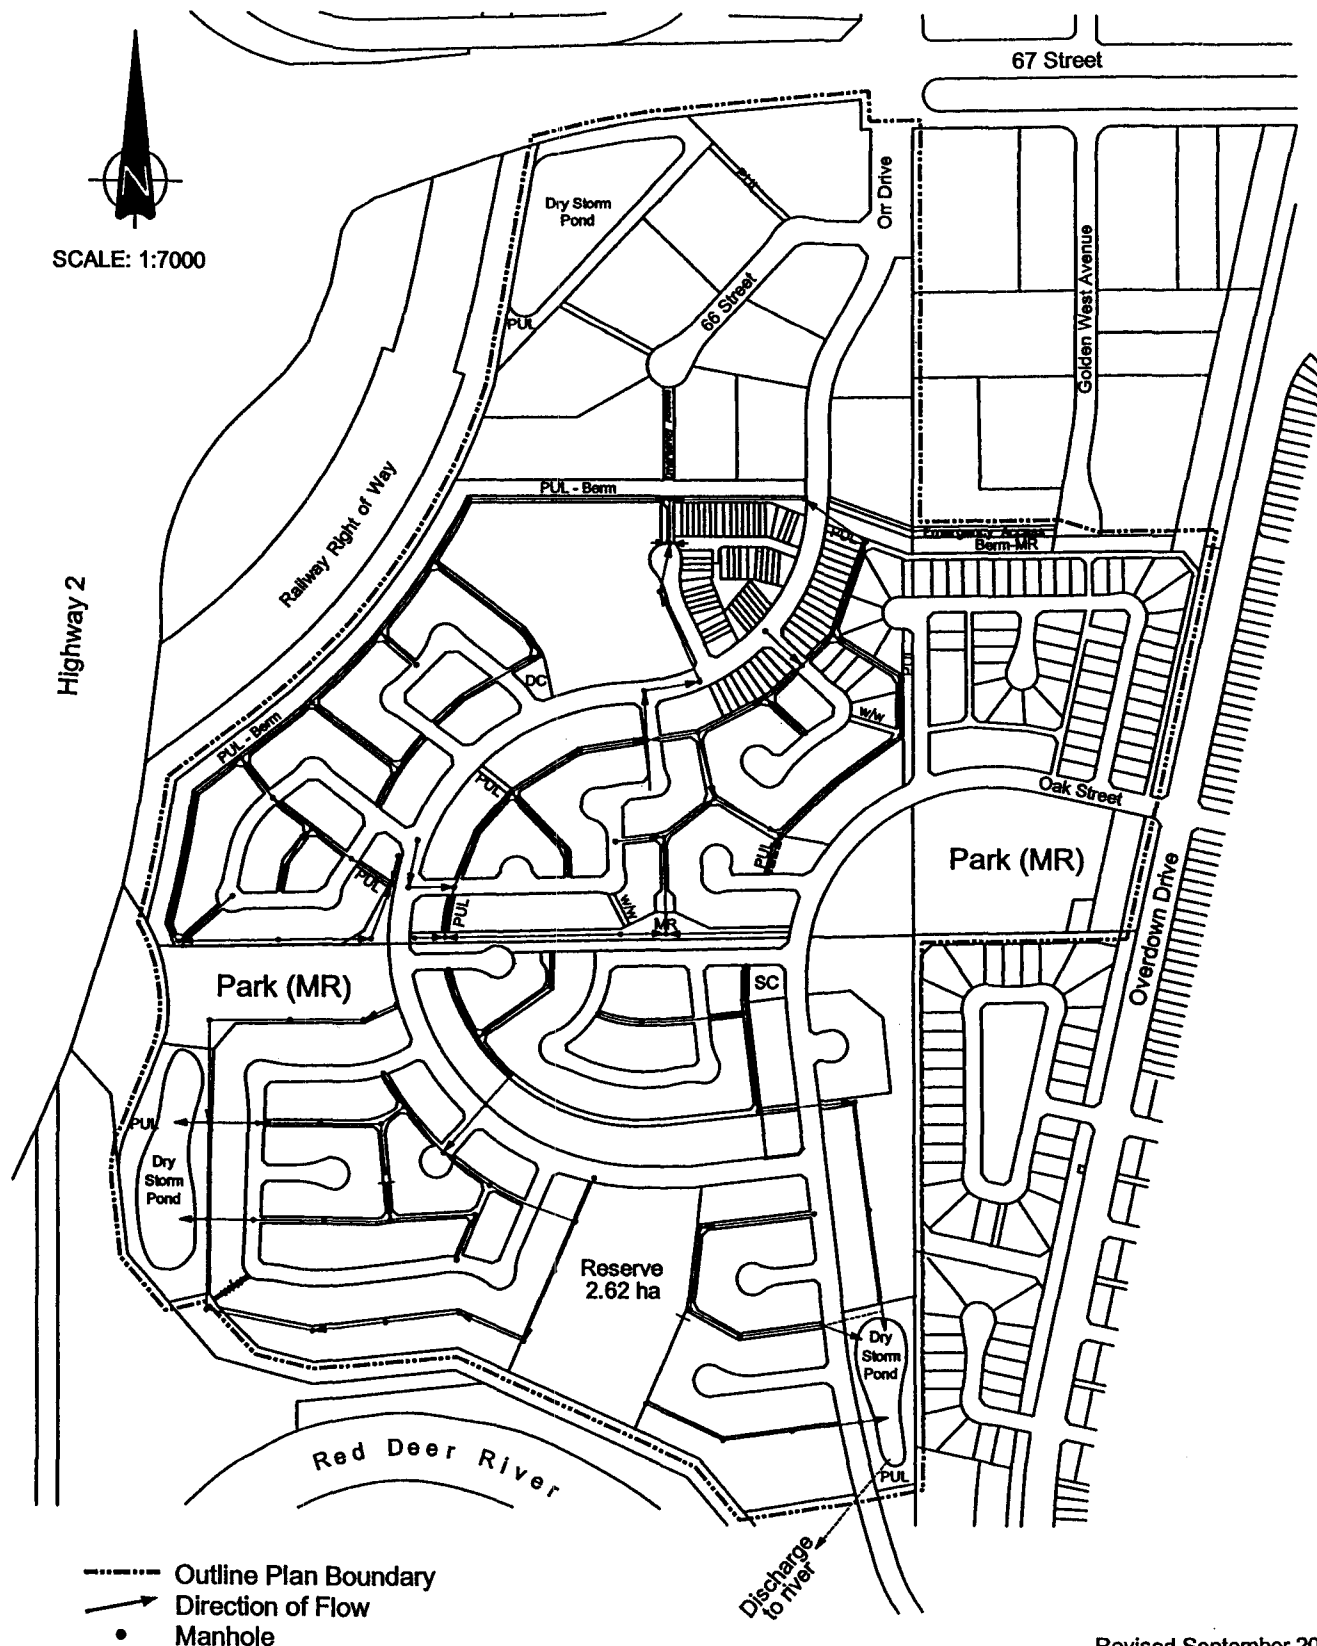 67 Street
Orr Drive
Golden West Avenue
N
SCALE: 1:7000
Dry Storm
Pond
PUL
66 Street
PUL
Railway Right of Way
Highway 2
PUL - Berm
PUL
Emergency Access
Berm-MR
PUL
DC
w/w
PUL - Berm
PUL
Oak Street
Park (MR)
PUL
PUL
PUL
w/w
MR
Overdown Drive
Park (MR)
SC
PUL
Dry
Storm
Pond
Reserve
2.62 ha
Dry
Storm
Pond
PUL
Red Deer River
Discharge
to river
Outline Plan Boundary
Direction of Flow
Manhole